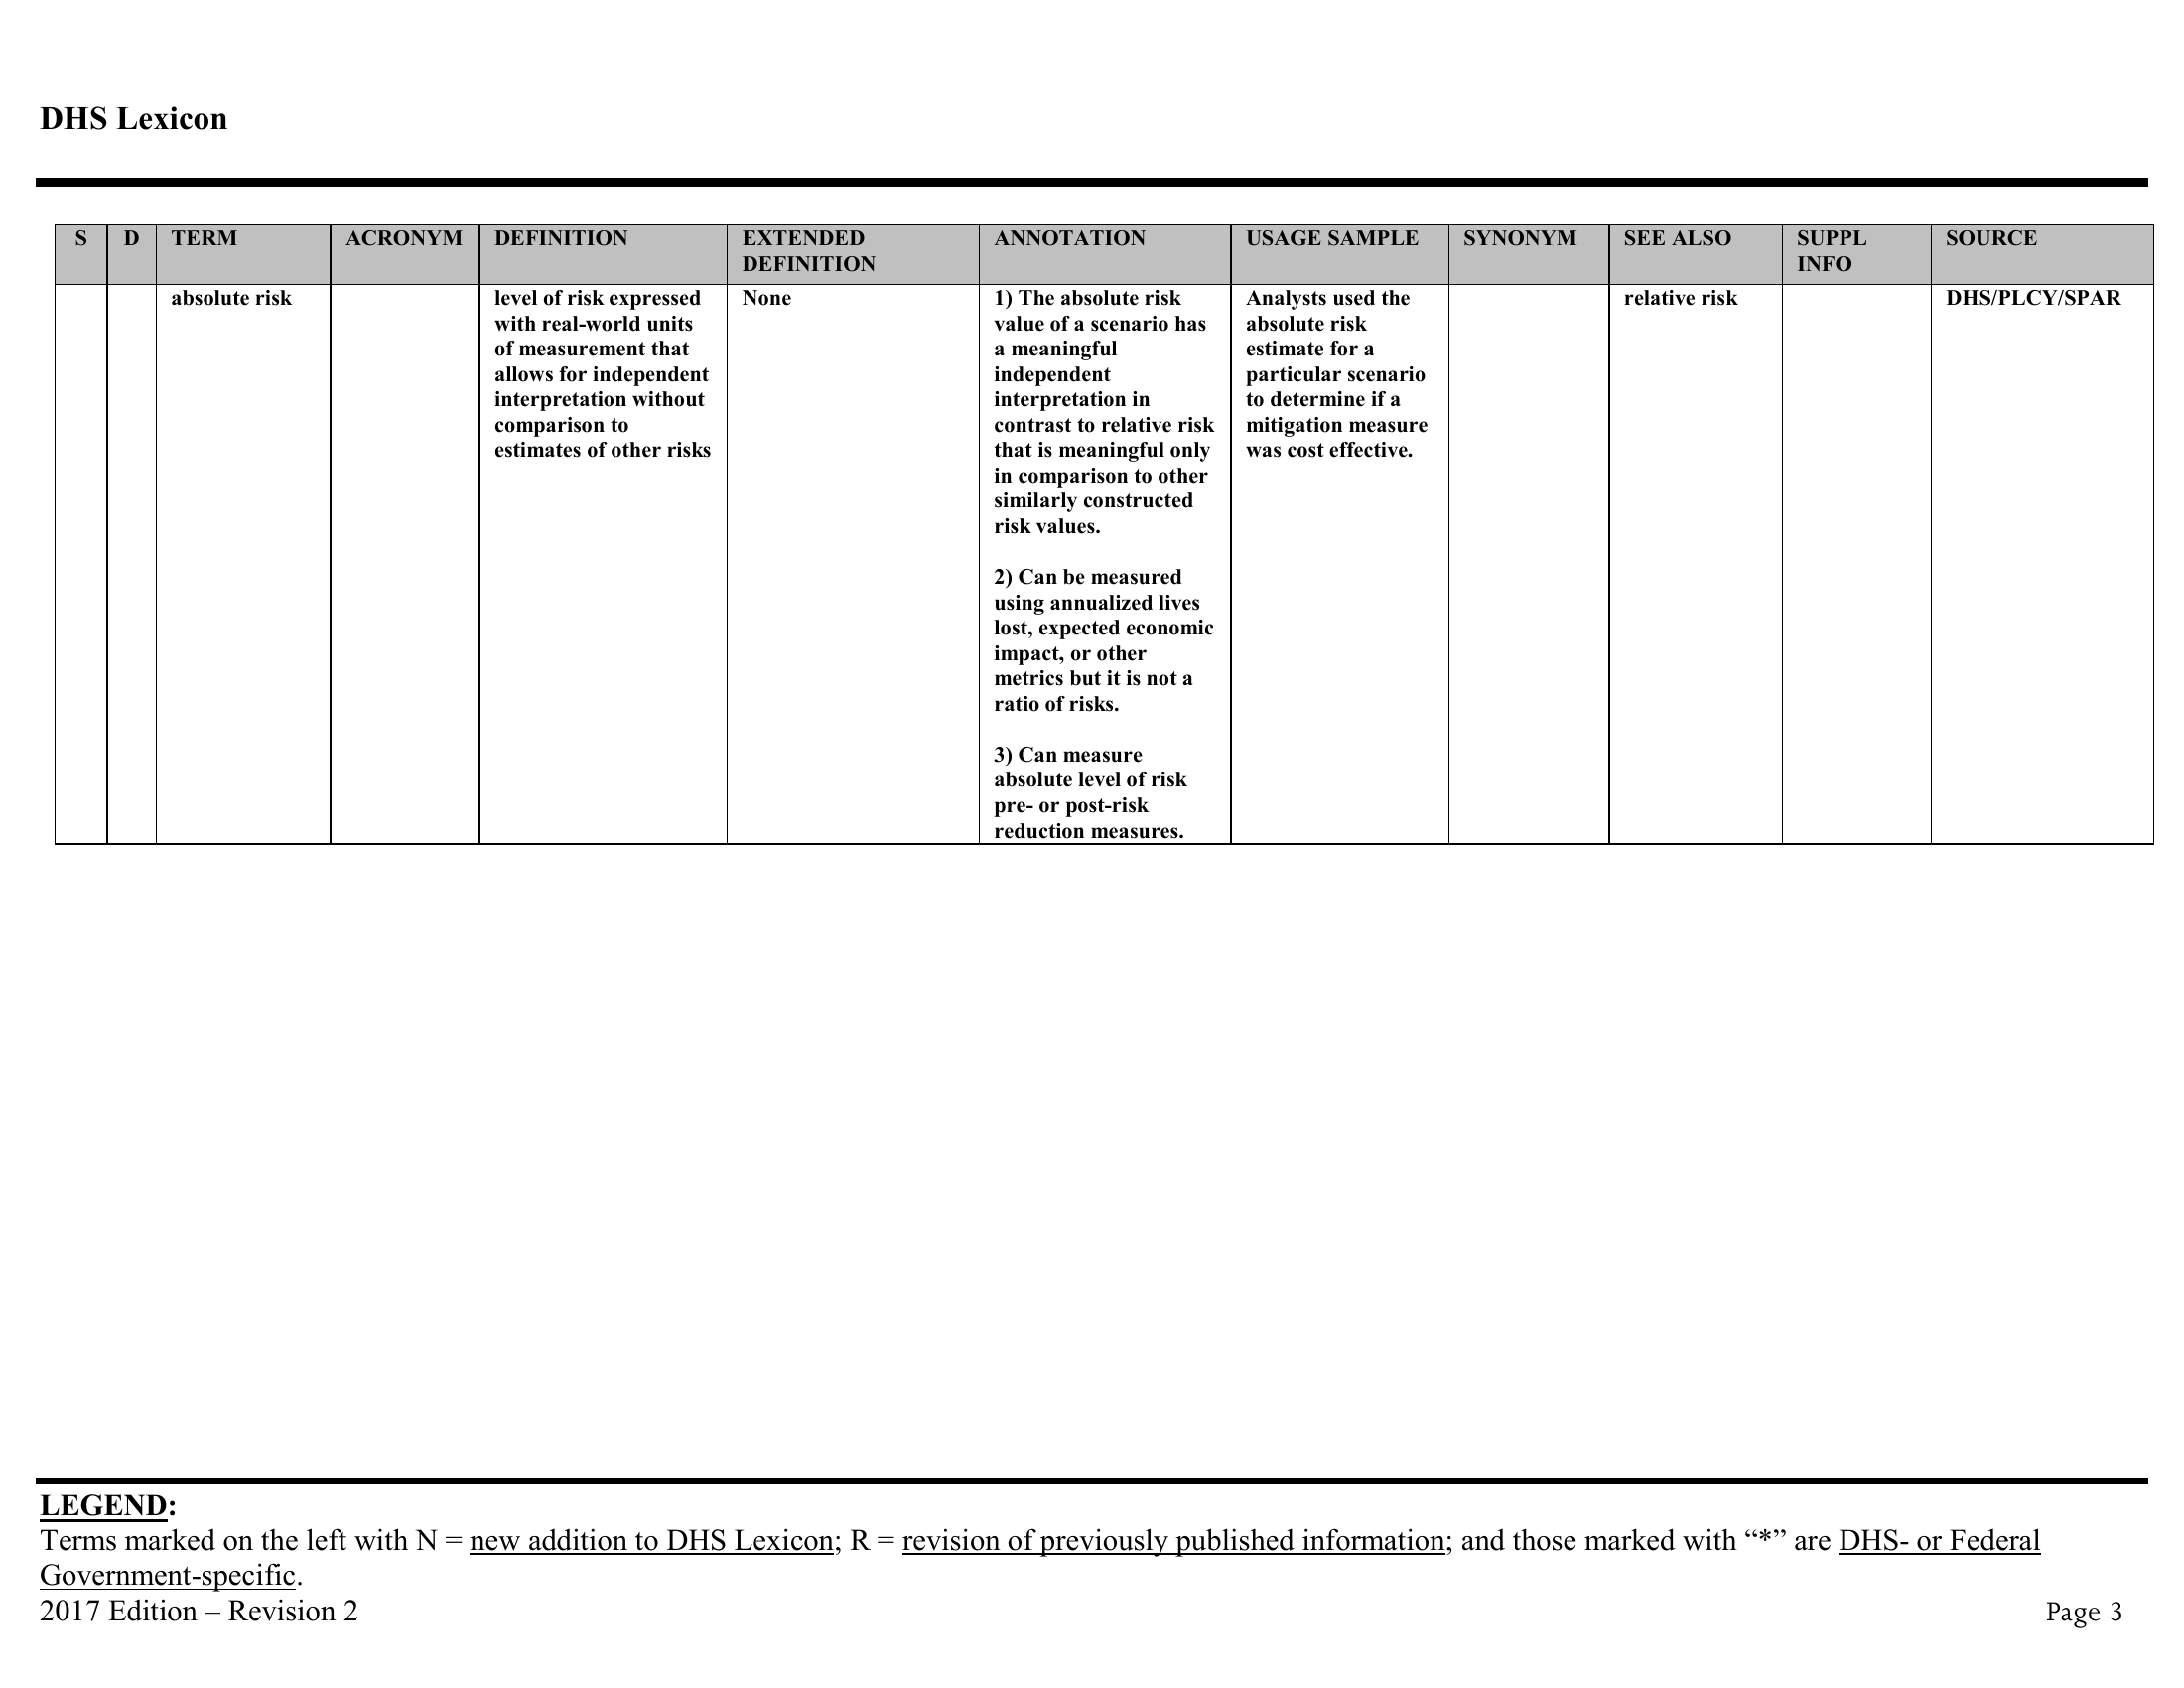 DHS Lexicon
S D TERM ACRONYM DEFINITION EXTENDED DEFINITION ANNOTATION USAGE SAMPLE SYNONYM SEE ALSO SUPPL INFO SOURCE
absolute risk
level of risk expressed
with real-world units
of measurement that
allows for independent
interpretation without
comparison to
estimates of other risks
None
1) The absolute risk
value of a scenario has
a meaningful
independent
interpretation in
contrast to relative risk
that is meaningful only
in comparison to other
similarly constructed
risk values.
2) Can be measured
using annualized lives
lost, expected economic
impact, or other
metrics but it is not a
ratio of risks.
3) Can measure
absolute level of risk
pre- or post-risk
reduction measures.
Analysts used the
absolute risk
estimate for a
particular scenario
to determine if a
mitigation measure
was cost effective.
relative risk
DHS/PLCY/SPAR
LEGEND:
Terms marked on the left with N = new addition to DHS Lexicon; R = revision of previously published information; and those marked with “*” are DHS- or Federal
Government-specific.
2017 Edition – Revision 2 Page 3